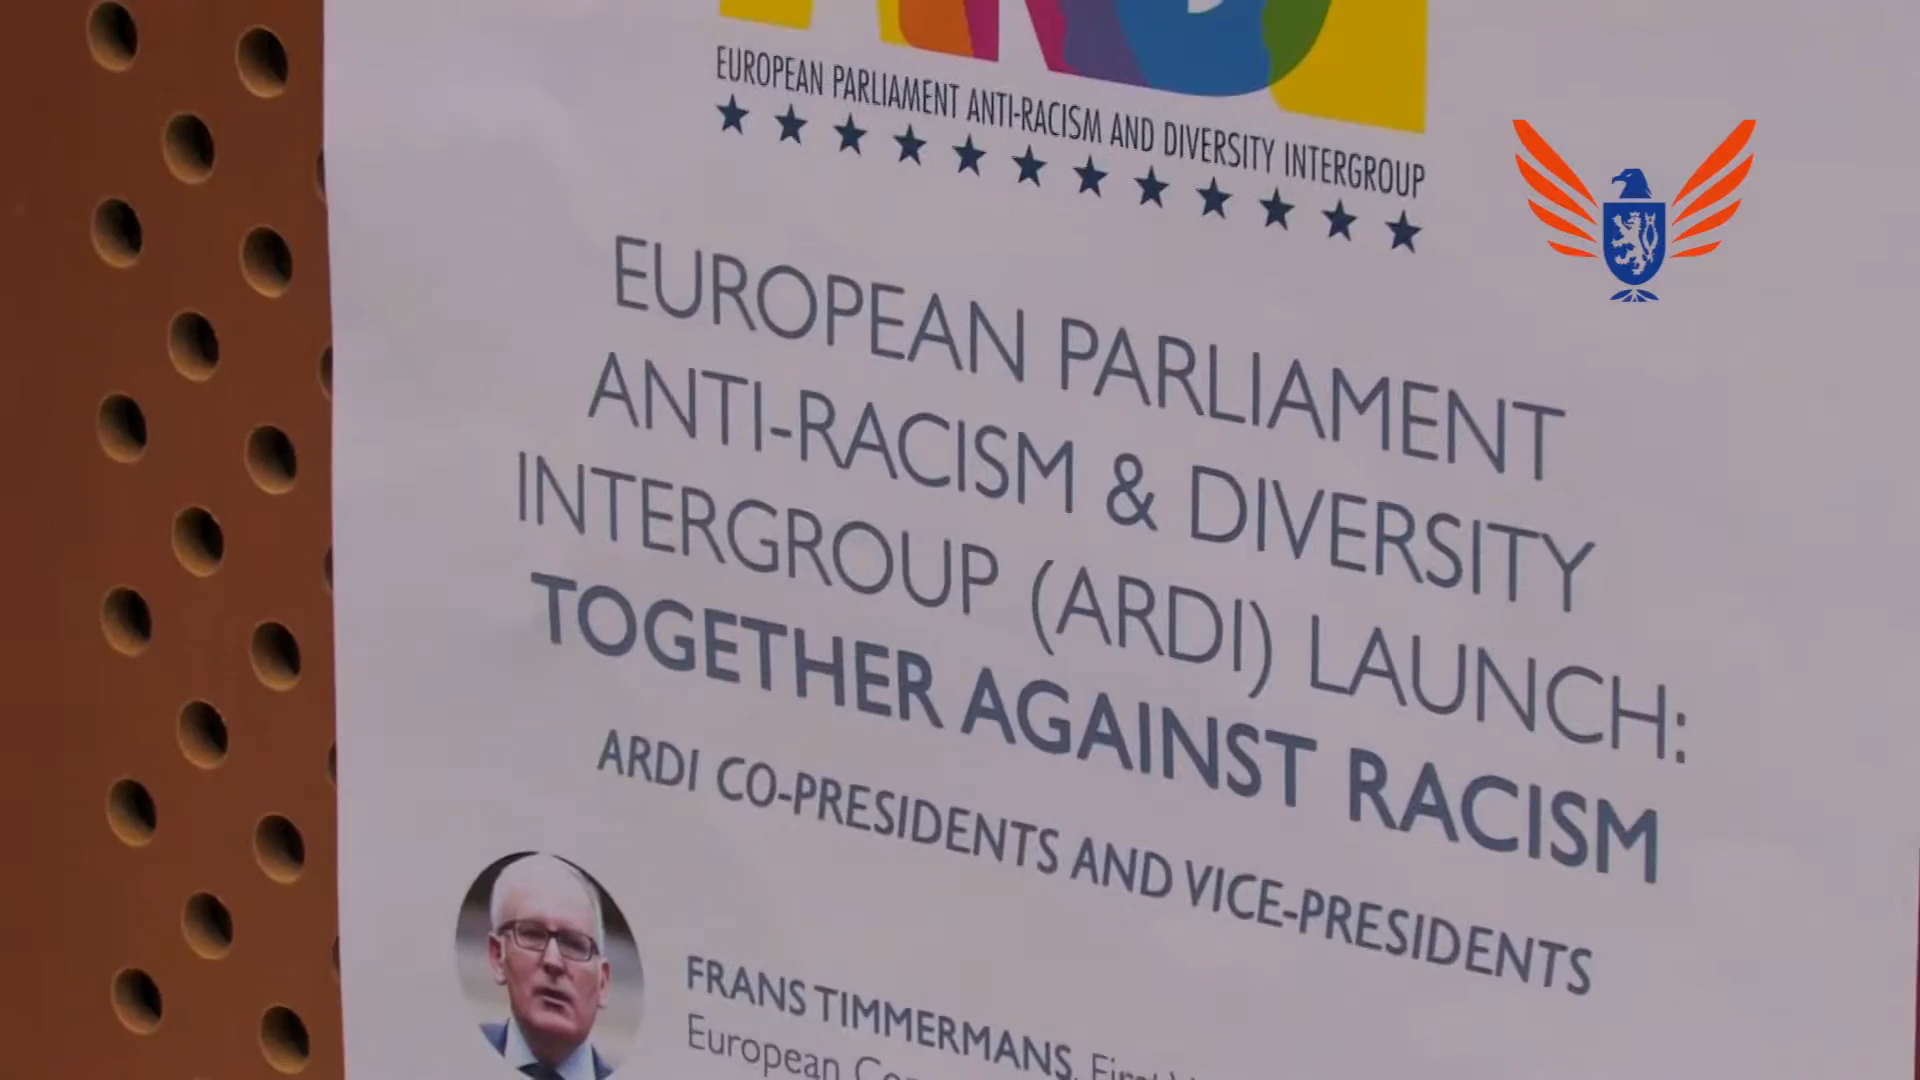 EUROPEAN PARLIAMENT ANTI-RACISM AND DIVERSITY INTERGROUP
EUROPEAN PARLIAMENT
ANTI-RACISM & DIVERSITY
INTERGROUP (ARDI) LAUNCH:
TOGETHER AGAINST RACISM
ARDI CO-PRESIDENTS AND VICE-PRESIDENTS
FRANS TIMMERMANS,
European